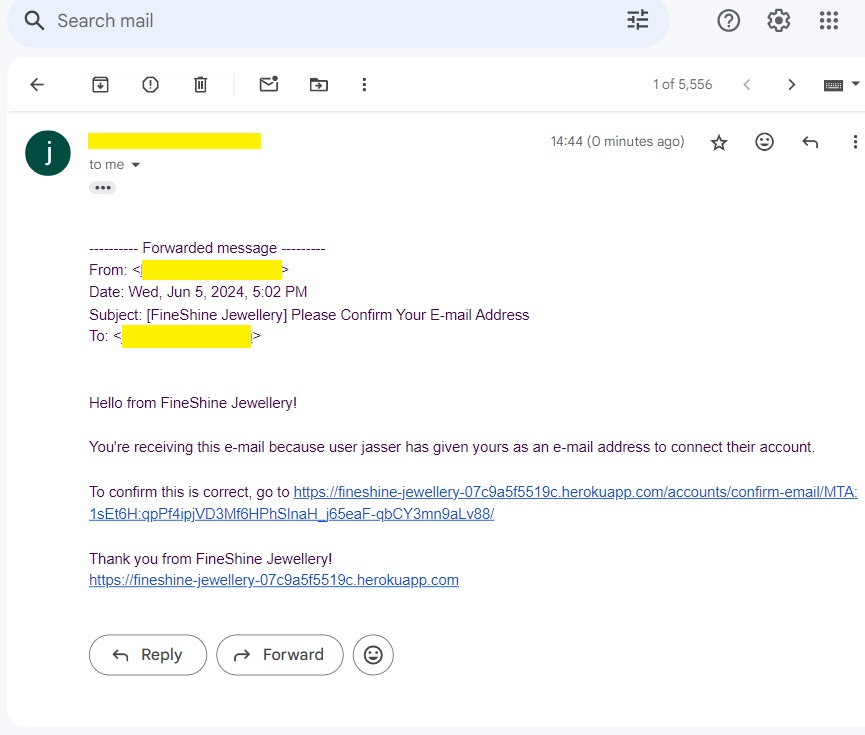 Search mail
1 of 5,556
j
14:44 (0 minutes ago)
to me
---------- Forwarded message ---------
From: <
>
Date: Wed, Jun 5, 2024, 5:02 PM
Subject: [FineShine Jewellery] Please Confirm Your E-mail Address
To: <
>
Hello from FineShine Jewellery!
You're receiving this e-mail because user jasser has given yours as an e-mail address to connect their account.
To confirm this is correct, go to https://fineshine-jewellery-07c9a5f5519c.herokuapp.com/accounts/confirm-email/MTA:
1sEt6H:qpPf4ipjVD3Mf6HPhSlnaH_j65eaF-qbCY3mn9aLv88/
Thank you from FineShine Jewellery!
https://fineshine-jewellery-07c9a5f5519c.herokuapp.com
Reply
Forward